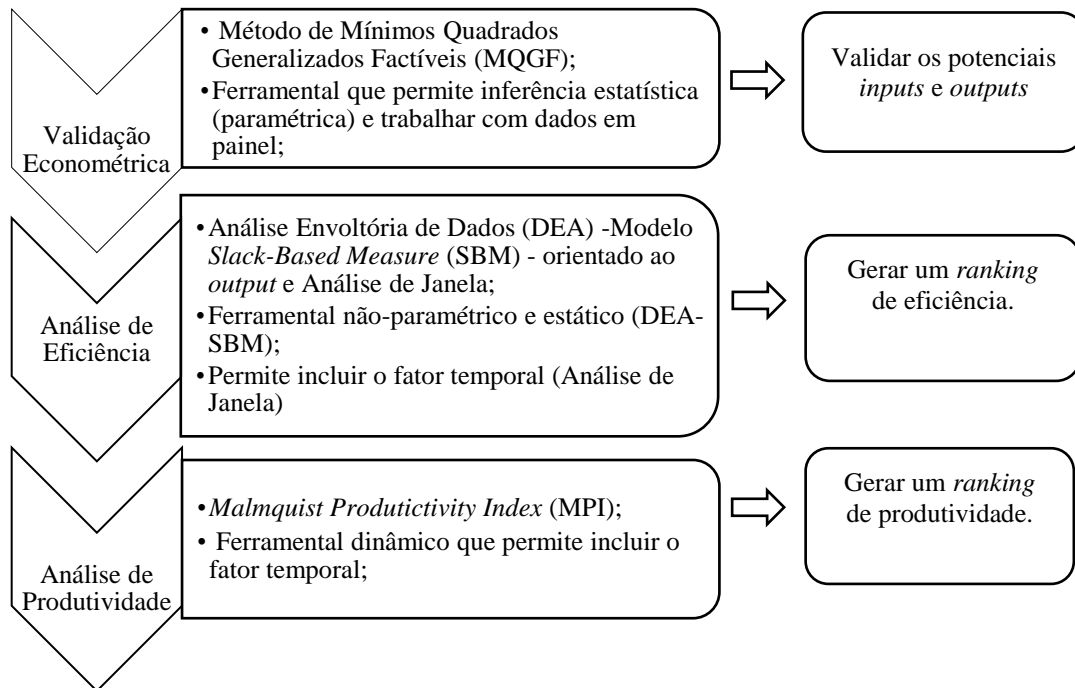 Validação
Econométrica
• Método de Mínimos Quadrados
Generalizados Factíveis (MQGF);
• Ferramental que permite inferência estatística
(paramétrica) e trabalhar com dados em
painel;
Validar os potenciais
inputs e outputs
Análise de
Eficiência
• Análise Envoltória de Dados (DEA) -Modelo
Slack-Based Measure (SBM) - orientado ao
output e Análise de Janela;
• Ferramental não-paramétrico e estático (DEA-
SBM);
• Permite incluir o fator temporal (Análise de
Janela)
Gerar um ranking
de eficiência.
Análise de
Produtividade
• Malmquist Produtictivity Index (MPI);
• Ferramental dinâmico que permite incluir o
fator temporal;
Gerar um ranking
de produtividade.